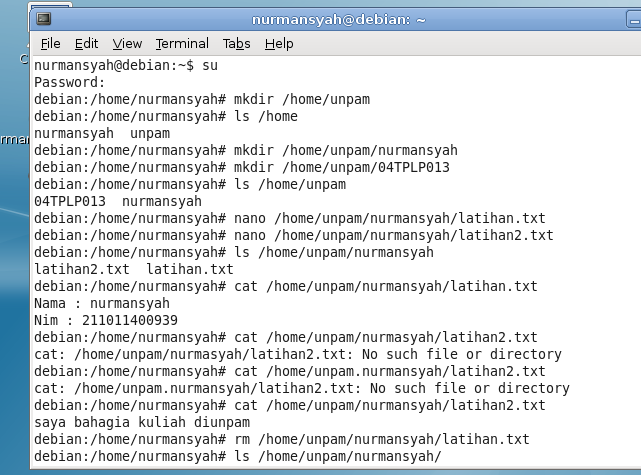 nurmansyah@debian: ~
File Edit View Terminal Tabs Help
nurmansyah@debian:~$ su
Password:
debian:/home/nurmansyah# mkdir /home/unpam
debian:/home/nurmansyah# ls /home
nurmansyah  unpam
debian:/home/nurmansyah# mkdir /home/unpam/nurmansyah
debian:/home/nurmansyah# mkdir /home/unpam/04TPLP013
debian:/home/nurmansyah# ls /home/unpam
04TPLP013  nurmansyah
debian:/home/nurmansyah# nano /home/unpam/nurmansyah/latihan.txt
debian:/home/nurmansyah# nano /home/unpam/nurmansyah/latihan2.txt
debian:/home/nurmansyah# ls /home/unpam/nurmansyah
latihan2.txt  latihan.txt
debian:/home/nurmansyah# cat /home/unpam/nurmansyah/latihan.txt
Nama : nurmansyah
Nim : 211011400939
debian:/home/nurmansyah# cat /home/unpam/nurmasyah/latihan2.txt
cat: /home/unpam/nurmasyah/latihan2.txt: No such file or directory
debian:/home/nurmansyah# cat /home/unpam.nurmansyah/latihan2.txt
cat: /home/unpam.nurmansyah/latihan2.txt: No such file or directory
debian:/home/nurmansyah# cat /home/unpam/nurmansyah/latihan2.txt
saya bahagia kuliah diunpam
debian:/home/nurmansyah# rm /home/unpam/nurmansyah/latihan.txt
debian:/home/nurmansyah# ls /home/unpam/nurmansyah/